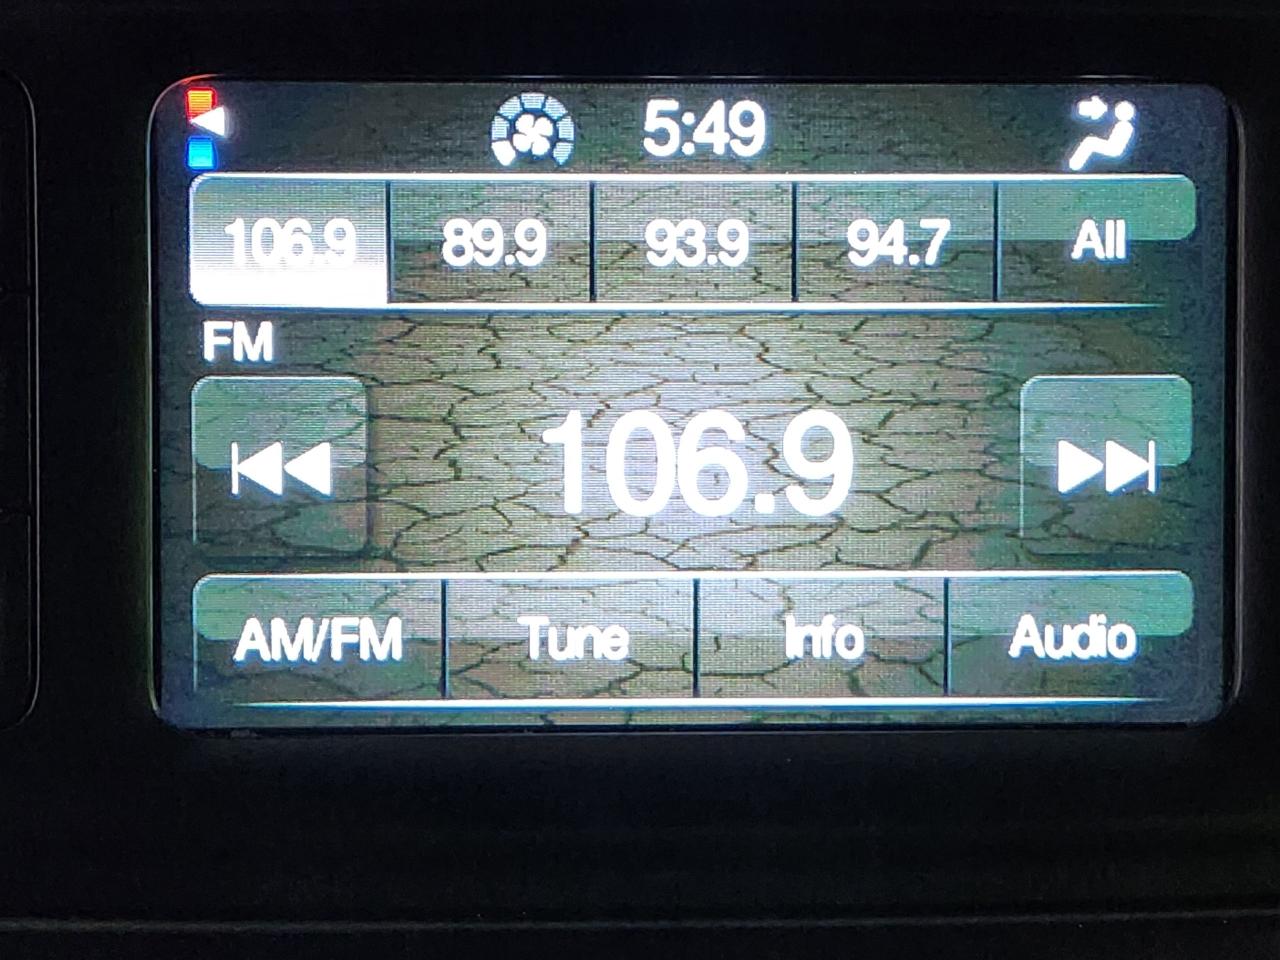 5:49
106.9 89.9 93.9 94.7 All
FM
106.9
AM/FM Tune Info Audio